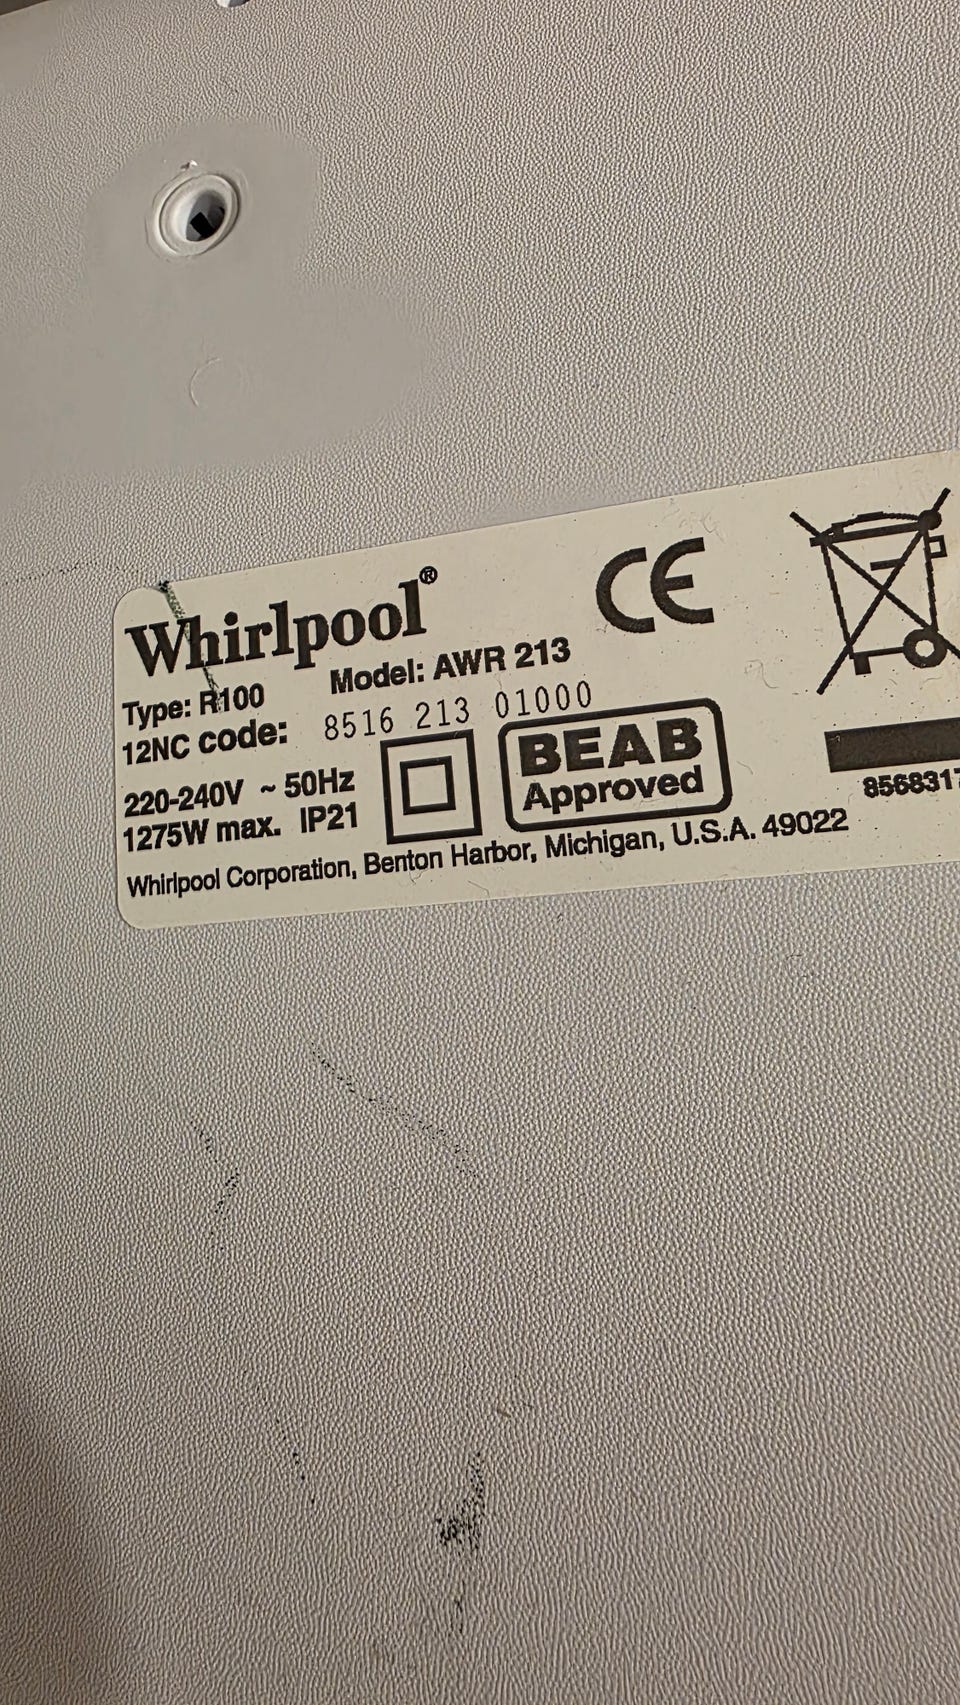 Whirlpool®
CE
Type: R100 Model: AWR 213
12NC code: 8516 213 01000
220-240V ~ 50Hz
1275W max. IP21
BEAB
Approved
856831
Whirlpool Corporation, Benton Harbor, Michigan, U.S.A. 49022